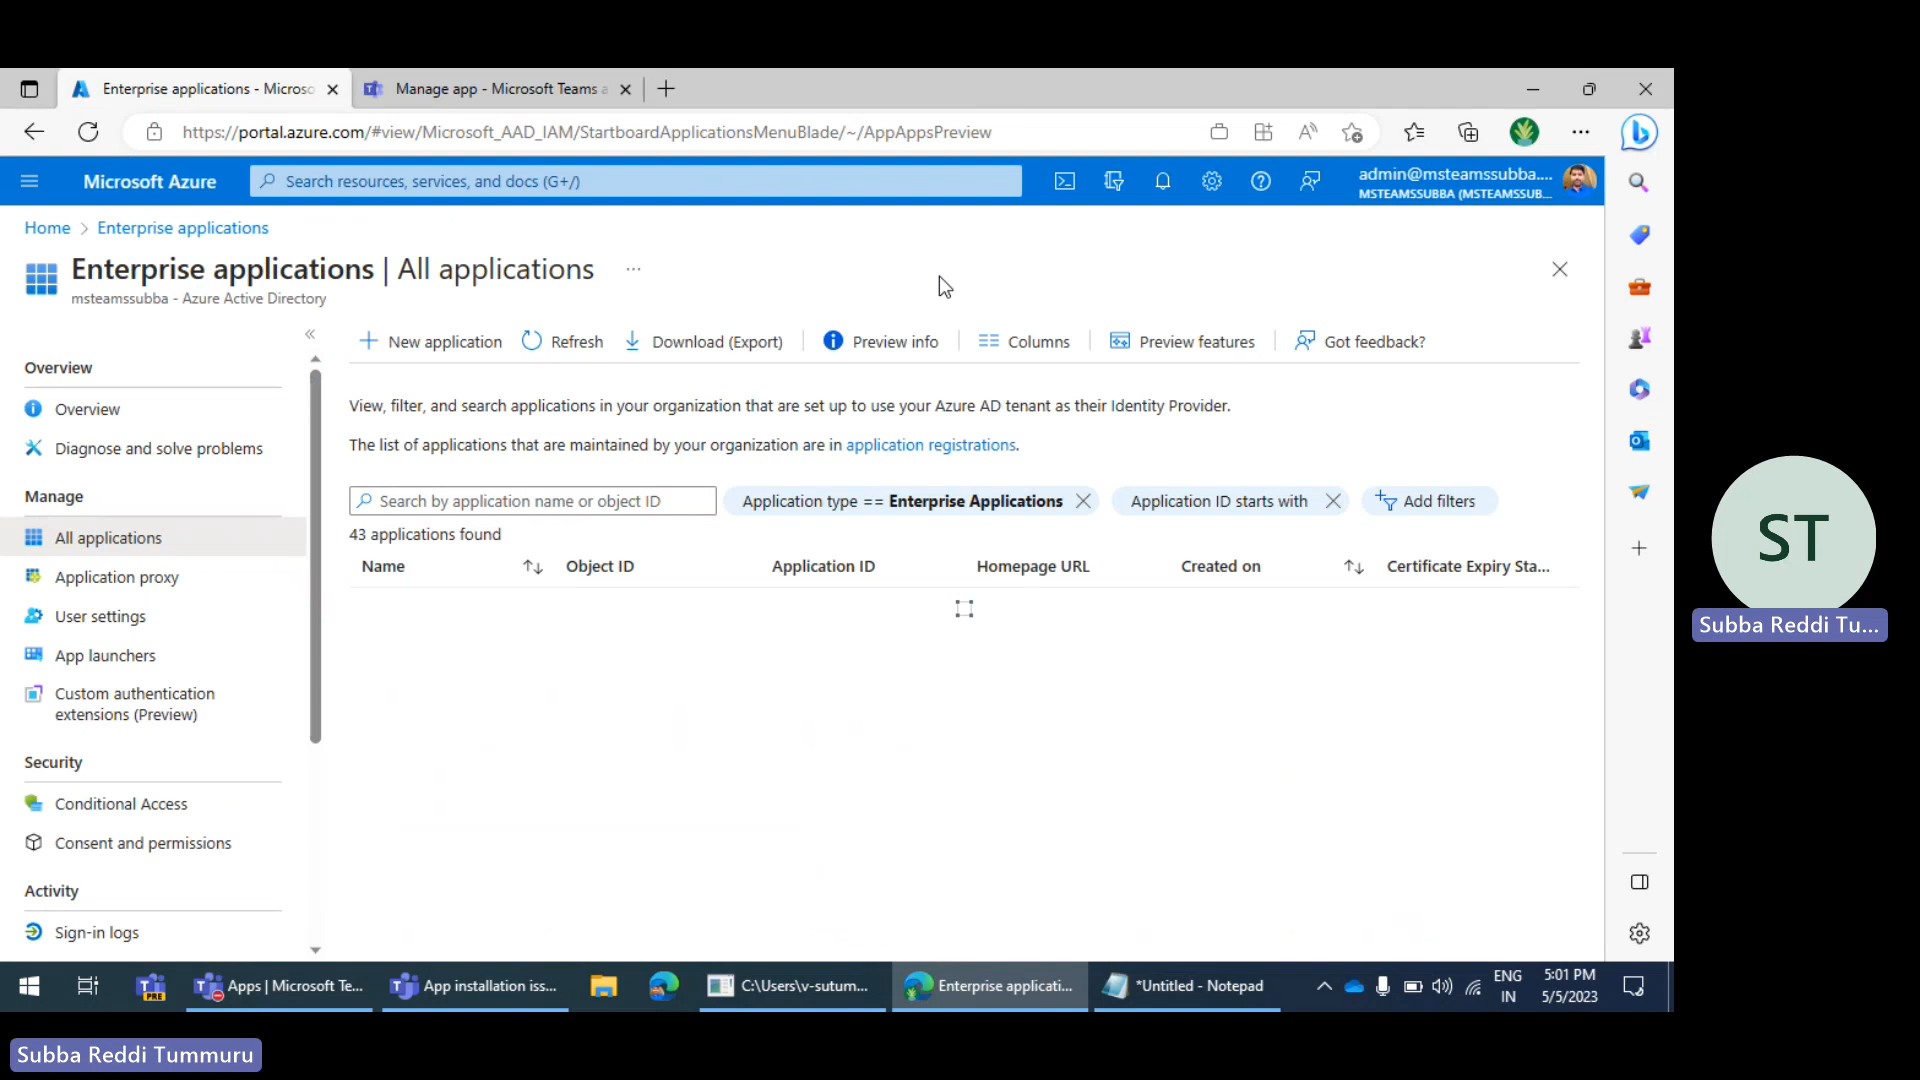 Enterprise applications - Microso
Manage app - Microsoft Teams a
https://portal.azure.com/#view/Microsoft_AAD_IAM/StartboardApplicationsMenuBlade/~/AppAppsPreview
Microsoft Azure
Search resources, services, and docs (G+/)
admin@msteamssubba....
MSTEAMSSUBBA (MSTEAMSSUB...
Home > Enterprise applications
Enterprise applications | All applications ...
msteamssubba - Azure Active Directory
New application
Refresh
Download (Export)
Preview info
Columns
Preview features
Got feedback?
Overview
Overview
Diagnose and solve problems
Manage
All applications
Application proxy
User settings
App launchers
Custom authentication
extensions (Preview)
Security
Conditional Access
Consent and permissions
Activity
Sign-in logs
View, filter, and search applications in your organization that are set up to use your Azure AD tenant as their Identity Provider.
The list of applications that are maintained by your organization are in application registrations.
Search by application name or object ID
Application type == Enterprise Applications
Application ID starts with
Add filters
43 applications found
Name
Object ID
Application ID
Homepage URL
Created on
Certificate Expiry Sta...
ST
Subba Reddi Tu...
PRE
Apps | Microsoft Te...
App installation iss...
C:\Users\v-sutum...
Enterprise applicati...
*Untitled - Notepad
ENG
IN
5:01 PM
5/5/2023
Subba Reddi Tummuru